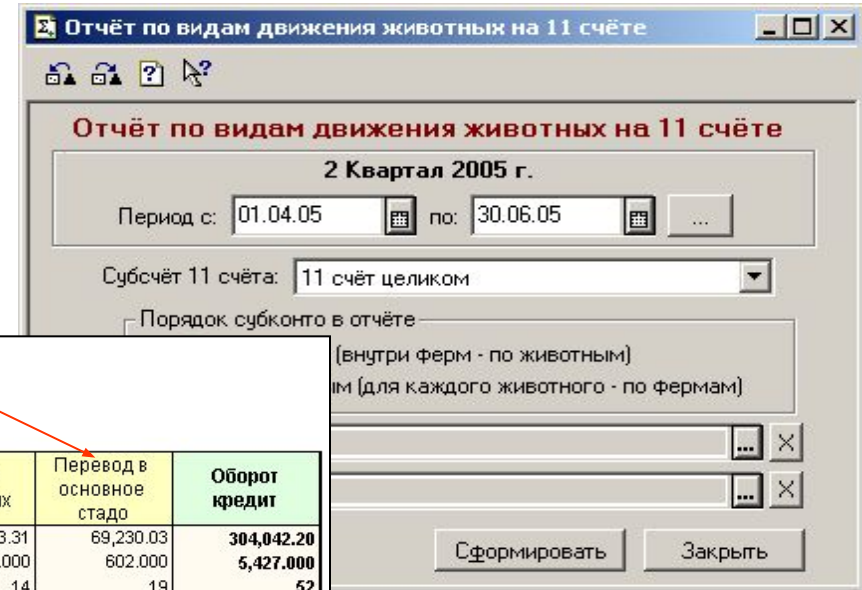 Отчёт по видам движения животных на 11 счёте
Отчёт по видам движения животных на 11 счёте
2 Квартал 2005 г.
Период с: 01.04.05 по: 30.06.05 ...
Субсчёт 11 счёта: 11 счёт целиком
Порядок субконто в отчёте
(внутри ферм - по животным)
(для каждого животного - по фермам)
...
...
Сформировать Закрыть
Перевод в основное стадо Оборот кредит
69,230.03 304,042.20
602.000 5,427.000
14 19 52